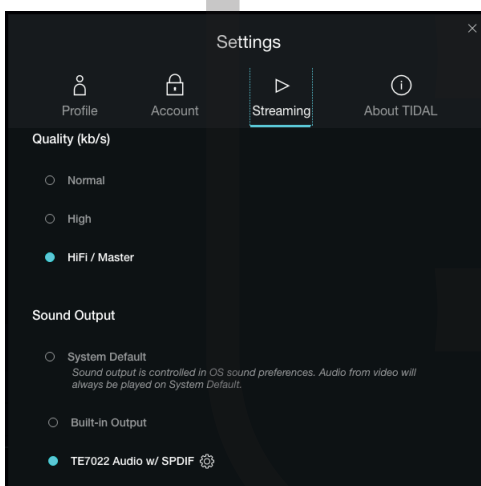 Settings
Profile Account Streaming About TIDAL
Quality (kb/s)
Normal
High
HiFi / Master
Sound Output
System Default
Sound output is controlled in OS sound preferences. Audio from video will
always be played on System Default.
Built-in Output
TE7022 Audio w/ SPDIF